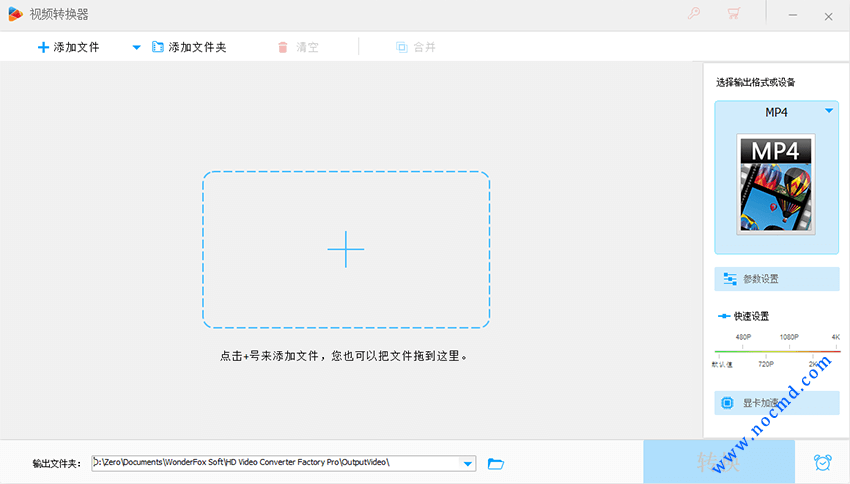 视频转换器
添加文件 添加文件夹 清空 合并
选择输出格式或设备
MP4
MP4
参数设置
快速设置
480P 1080P 4K
默认值 720P 2K
显卡加速
点击+号来添加文件，您也可以把文件拖到这里。
输出文件夹： D:\Zero\Documents\WonderFox Soft\HD Video Converter Factory Pro\OutputVideo\
转换
www.nocmd.com